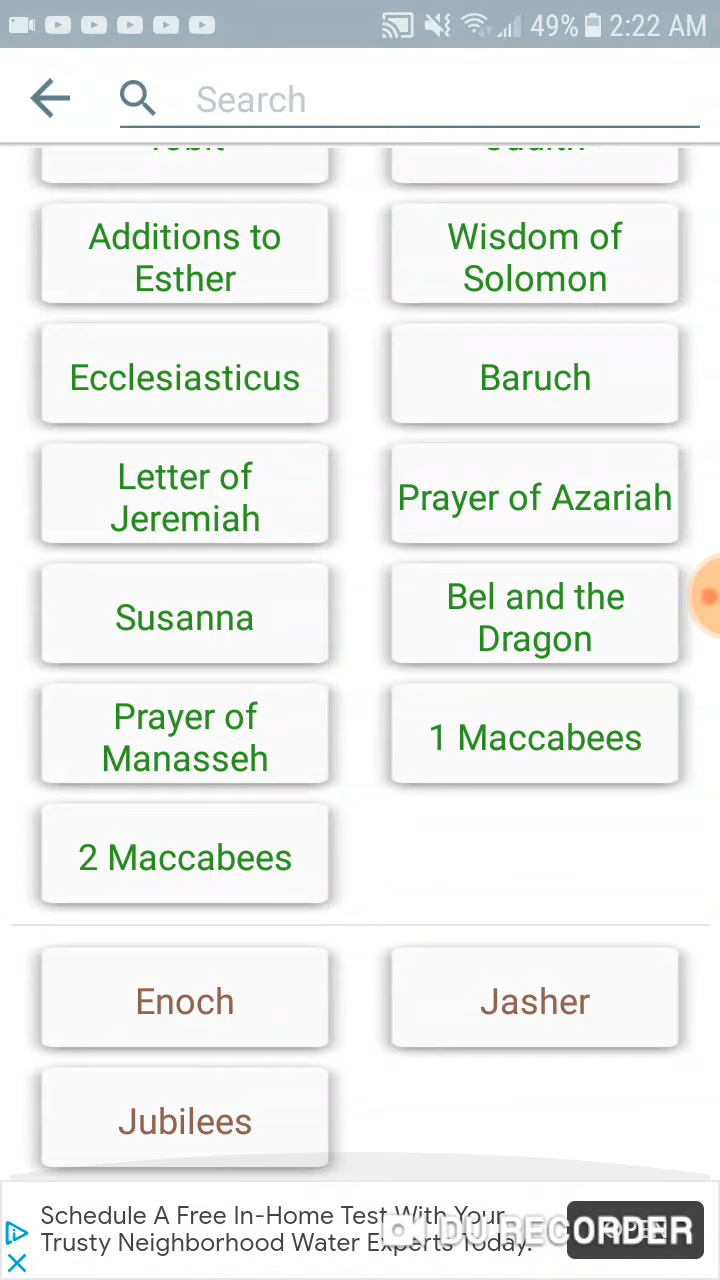 49% 2:22 AM
Search
Tobit Judith
Additions to Esther
Wisdom of Solomon
Ecclesiasticus
Baruch
Letter of Jeremiah
Prayer of Azariah
Susanna
Bel and the Dragon
Prayer of Manasseh
1 Maccabees
2 Maccabees
Enoch
Jasher
Jubilees
Schedule A Free In-Home Test With Your
Trusty Neighborhood Water Experts Today.
DU RECORDER